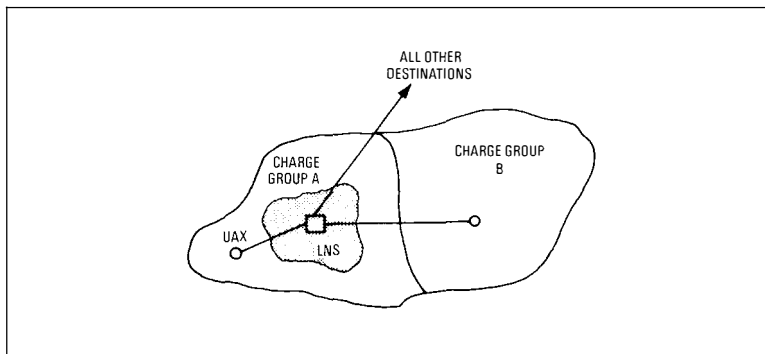 ALL OTHER
DESTINATIONS
CHARGE
GROUP A
CHARGE GROUP
B
UAX
LNS